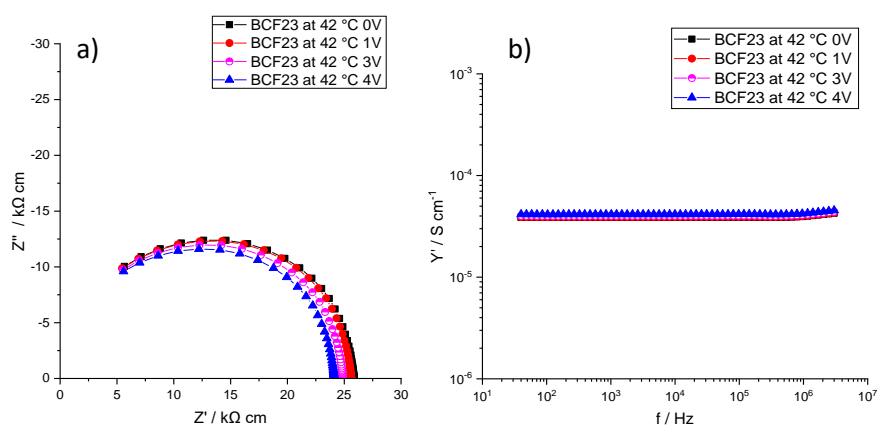 a)
BCF23 at 42 °C 0V
BCF23 at 42 °C 1V
BCF23 at 42 °C 3V
BCF23 at 42 °C 4V
-30
-25
-20
-15
-10
-5
0
Z'' / kΩ cm
0 5 10 15 20 25 30
Z' / kΩ cm
b)
BCF23 at 42 °C 0V
BCF23 at 42 °C 1V
BCF23 at 42 °C 3V
BCF23 at 42 °C 4V
10⁻³
10⁻⁴
10⁻⁵
10⁻⁶
Y' / S cm⁻¹
10¹ 10² 10³ 10⁴ 10⁵ 10⁶ 10⁷
f / Hz